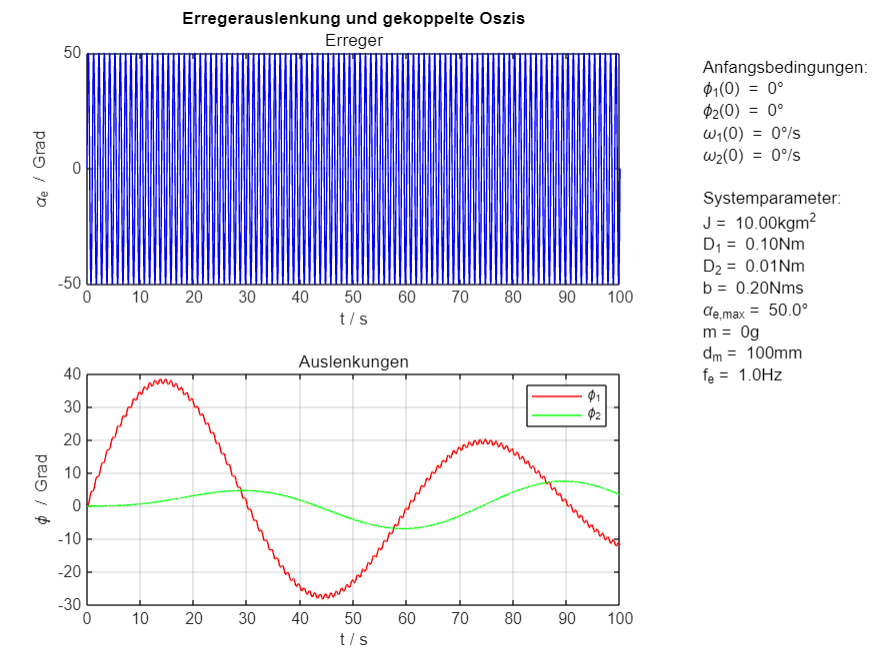 Erregerauslenkung und gekoppelte Oszis
Erreger
50
0
-50
αe / Grad
0 10 20 30 40 50 60 70 80 90 100
t / s
Auslenkungen
40
30
20
10
0
-10
-20
-30
ϕ / Grad
ϕ1
ϕ2
0 10 20 30 40 50 60 70 80 90 100
t / s
Anfangsbedingungen:
ϕ1(0) = 0°
ϕ2(0) = 0°
ω1(0) = 0°/s
ω2(0) = 0°/s
Systemparameter:
J = 10.00kgm²
D1 = 0.10Nm
D2 = 0.01Nm
b = 0.20Nms
αe,max = 50.0°
m = 0g
dm = 100mm
fe = 1.0Hz